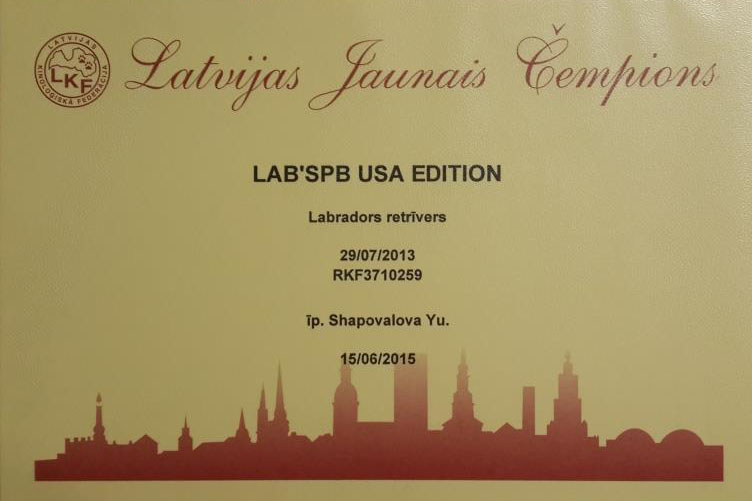 LATVIJAS
LKF
KINOLOĢISKĀ FEDERĀCIJA
Latvijas Jaunais Čempions
LAB'SPB USA EDITION
Labradors retrīvers
29/07/2013
RKF3710259
īp. Shapovalova Yu.
15/06/2015